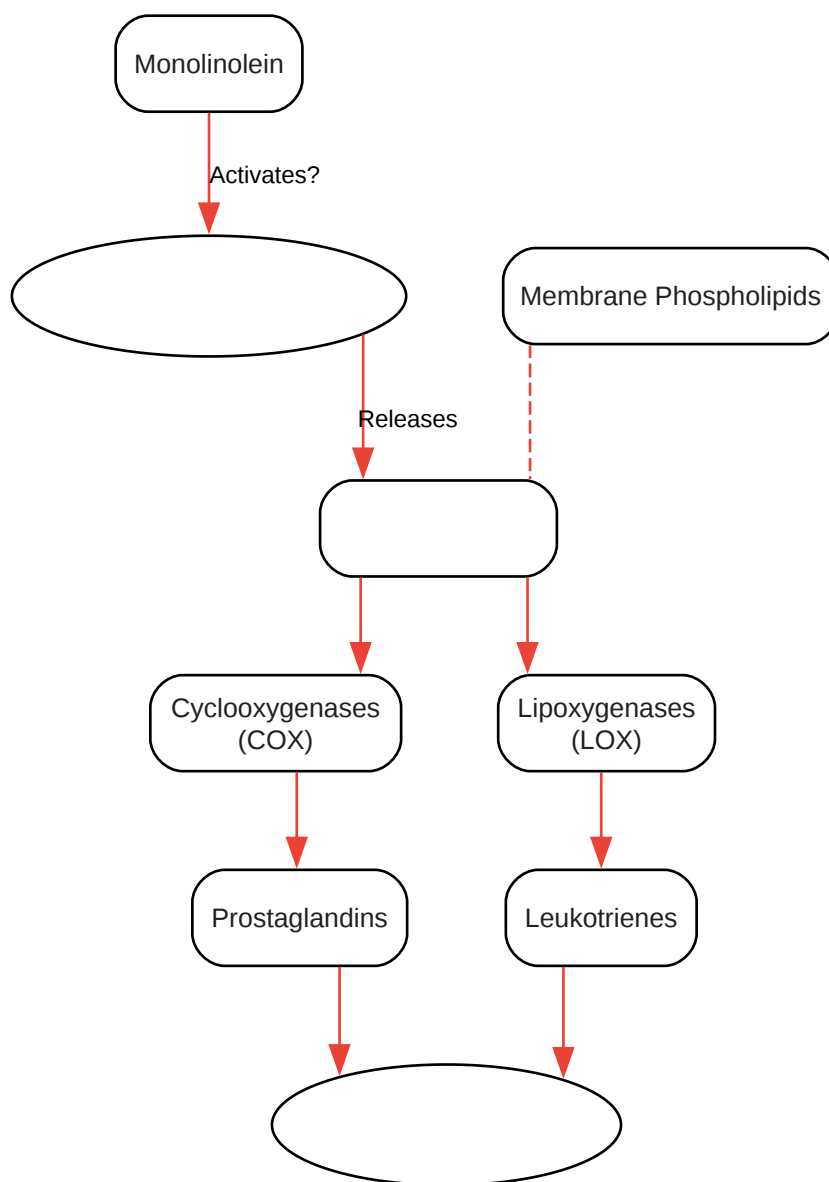 Monolinolein
Activates?
Membrane Phospholipids
Releases
Cyclooxygenases
(COX)
Lipoxygenases
(LOX)
Prostaglandins
Leukotrienes